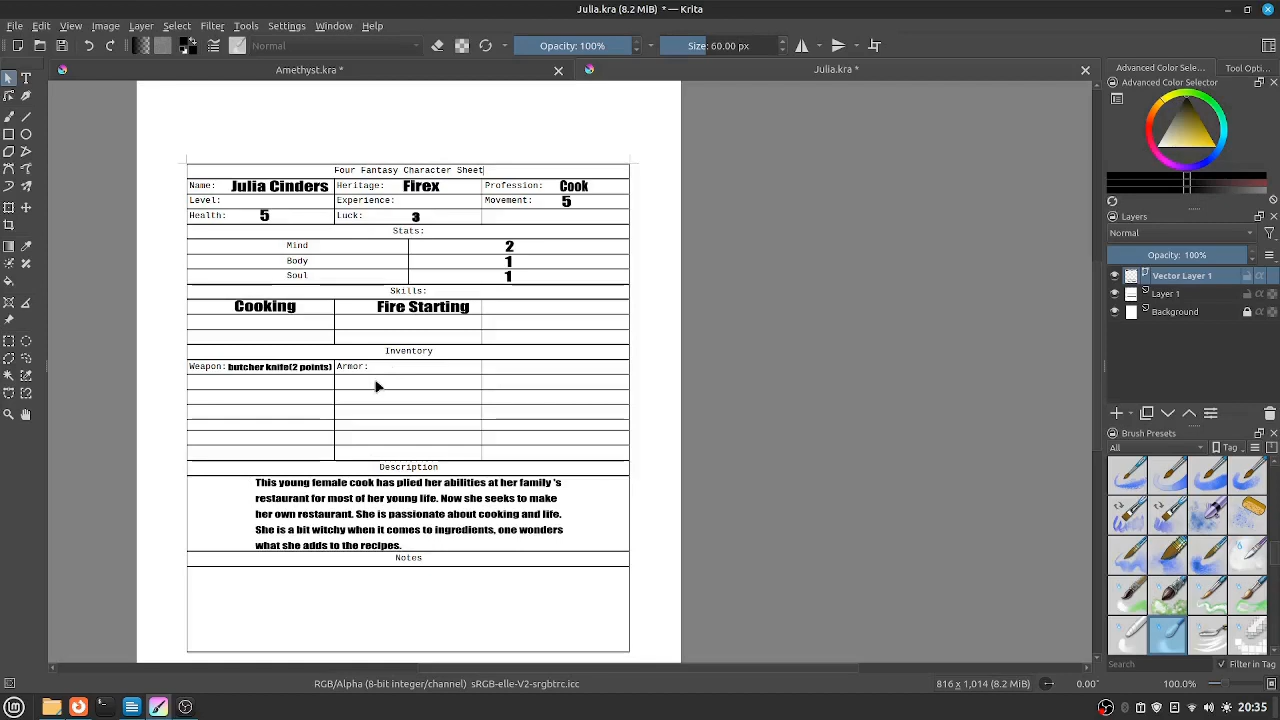 Julia.kra (8.2 MiB) * — Krita
File Edit View Image Layer Select Filter Tools Settings Window Help
Normal Opacity: 100% Size: 60.00 px
Amethyst.kra * Julia.kra *
Advanced Color Sele... Tool Opti...
Advanced Color Selector
Four Fantasy Character Sheet
Name: Julia Cinders Heritage: Firex Profession: Cook
Level: Experience: Movement: 5
Health: 5 Luck: 3
Stats:
Mind 2
Body 1
Soul 1
Skills:
Cooking Fire Starting
Inventory
Weapon: butcher knife(2 points) Armor:
Description
This young female cook has plied her abilities at her family 's
restaurant for most of her young life. Now she seeks to make
her own restaurant. She is passionate about cooking and life.
She is a bit witchy when it comes to ingredients, one wonders
what she adds to the recipes.
Notes
Layers
Normal
Opacity: 100%
Vector Layer 1
Layer 1
Background
Brush Presets
All Tag
Search Filter in Tag
RGB/Alpha (8-bit integer/channel) sRGB-elle-V2-srgbtrc.icc 816 x 1,014 (8.2 MiB) 0.00° 100.0%
20:35